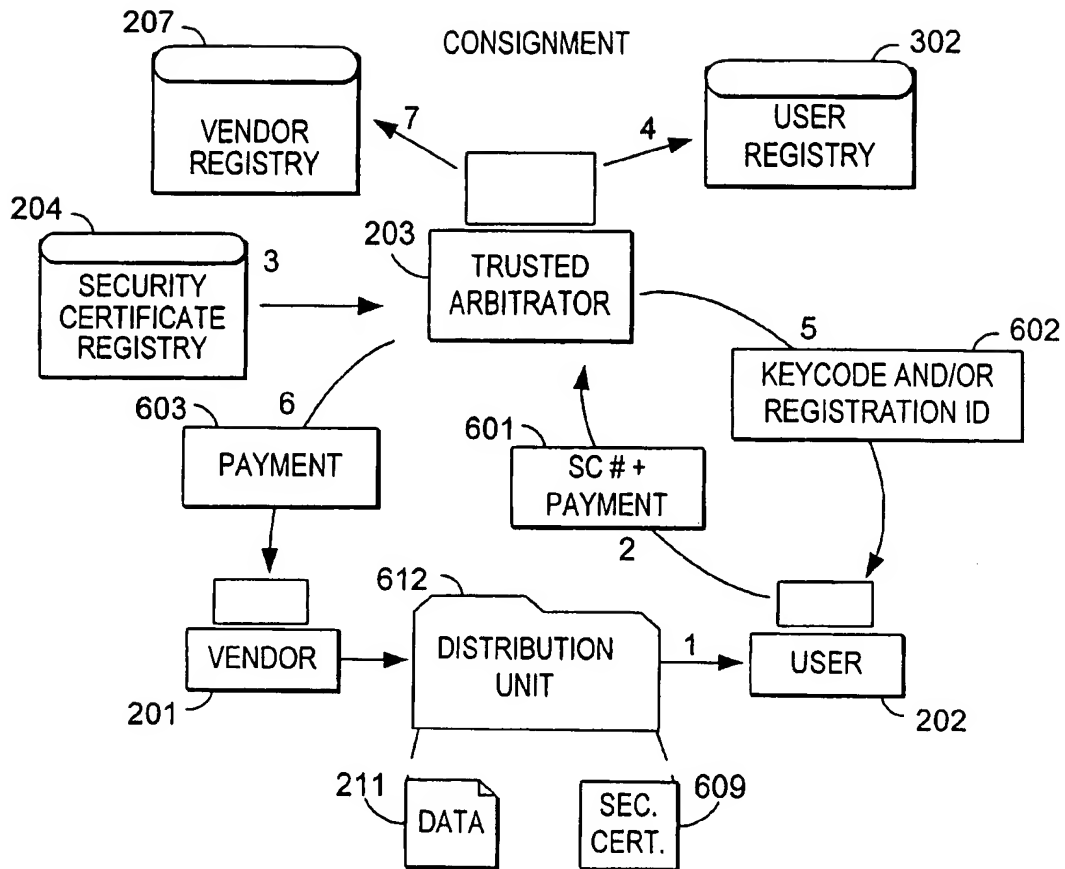 207
CONSIGNMENT
302
VENDOR
REGISTRY
7
4
USER
REGISTRY
204
SECURITY
CERTIFICATE
REGISTRY
3
203
TRUSTED
ARBITRATOR
5
602
KEYCODE AND/OR
REGISTRATION ID
6
603
PAYMENT
601
SC # +
PAYMENT
2
612
VENDOR
201
DISTRIBUTION
UNIT
1
USER
202
211
DATA
SEC.
CERT.
609